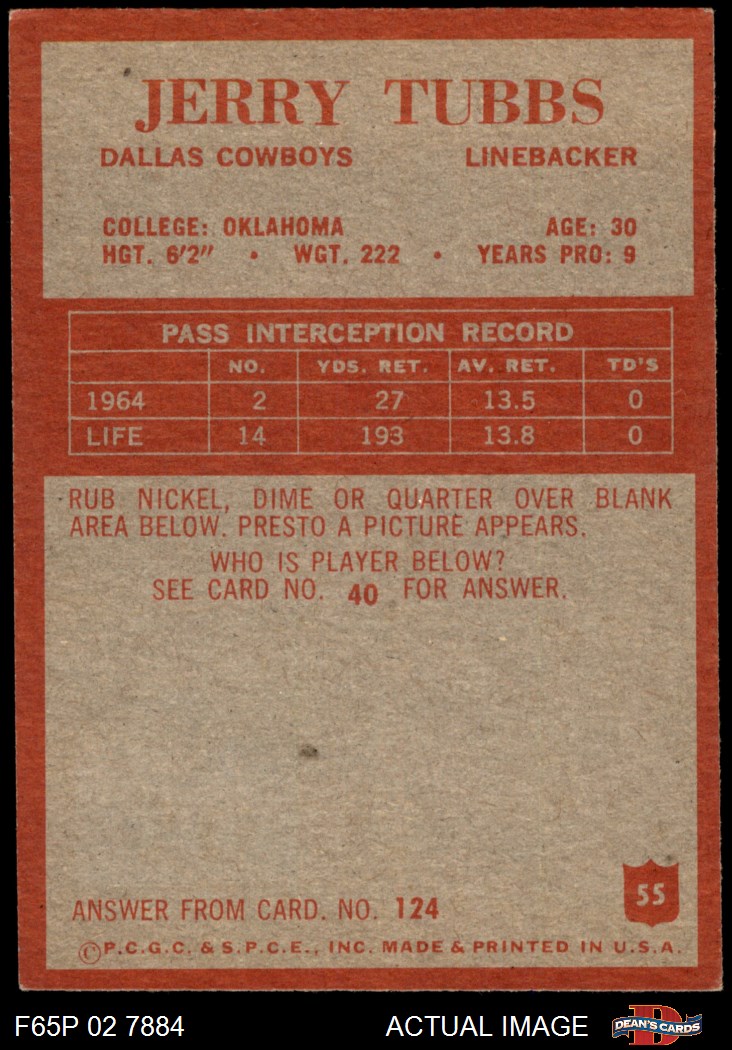 JERRY TUBBS
DALLAS COWBOYS LINEBACKER
COLLEGE: OKLAHOMA AGE: 30
HGT. 6'2" • WGT. 222 • YEARS PRO: 9
PASS INTERCEPTION RECORD
NO. YDS. RET. AV. RET. TD'S
1964 2 27 13.5 0
LIFE 14 193 13.8 0
RUB NICKEL, DIME OR QUARTER OVER BLANK
AREA BELOW. PRESTO A PICTURE APPEARS.
WHO IS PLAYER BELOW?
SEE CARD NO. 40 FOR ANSWER.
55
ANSWER FROM CARD. NO. 124
©P.C.G.C. & S.P.C.E., INC. MADE & PRINTED IN U.S.A.
F65P 02 7884 ACTUAL IMAGE D DEAN'S CARDS